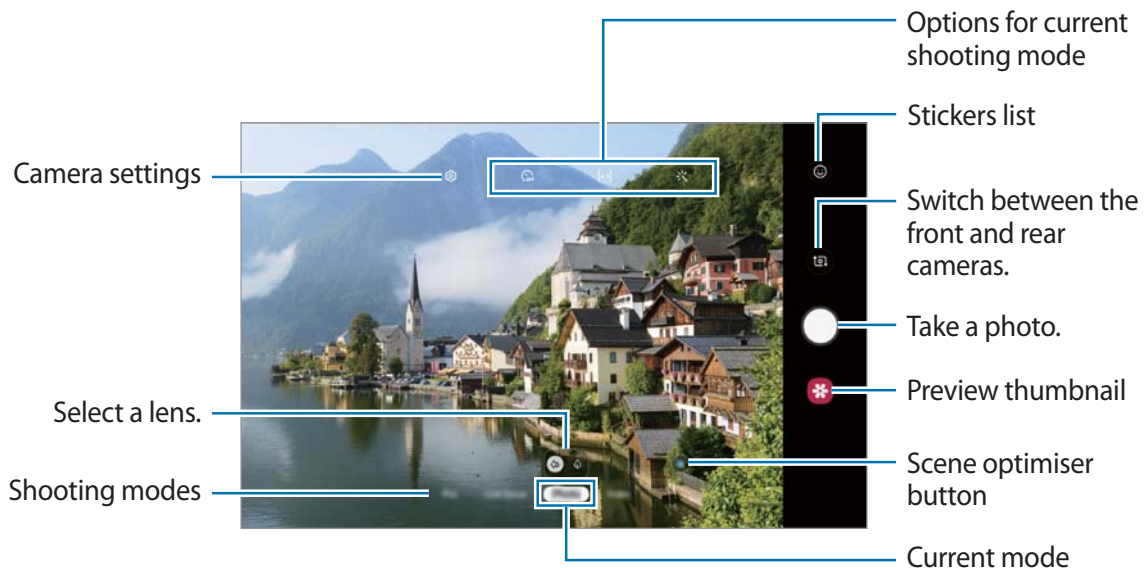 Options for current
shooting mode
Stickers list
Camera settings
Switch between the
front and rear
cameras.
Take a photo.
Preview thumbnail
Select a lens.
Scene optimiser
button
Shooting modes
Current mode